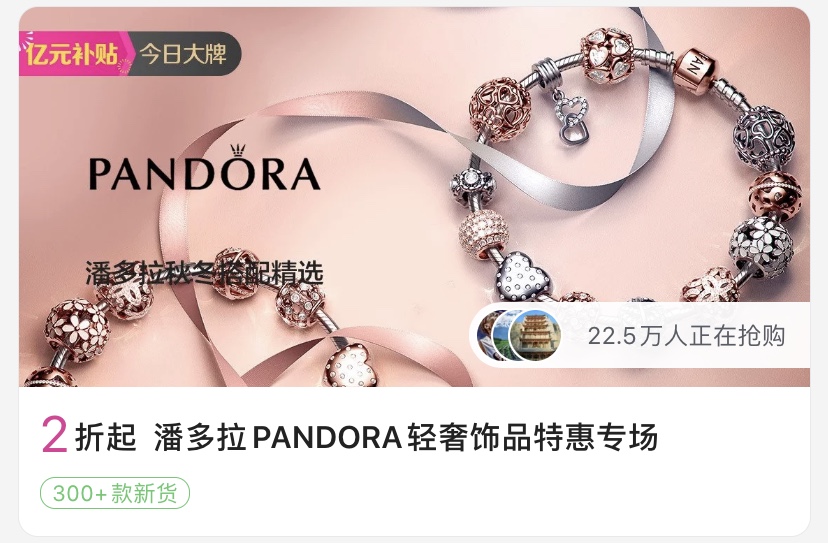 亿元补贴 今日大牌
PANDORA
潘多拉秋冬搭配精选
22.5万人正在抢购
2折起 潘多拉PANDORA轻奢饰品特惠专场
300+款新货